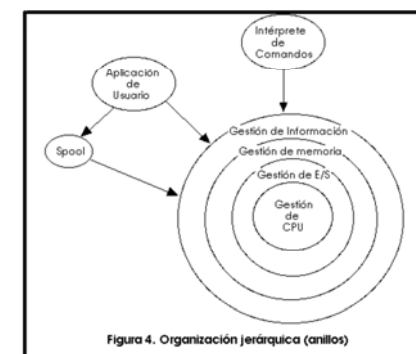 Intérprete
de
Comandos
Aplicación
de
Usuario
Spool
Gestión de Información
Gestión de memoria
Gestión de E/S
Gestión
de
CPU
Figura 4. Organización jerárquica (anillos)